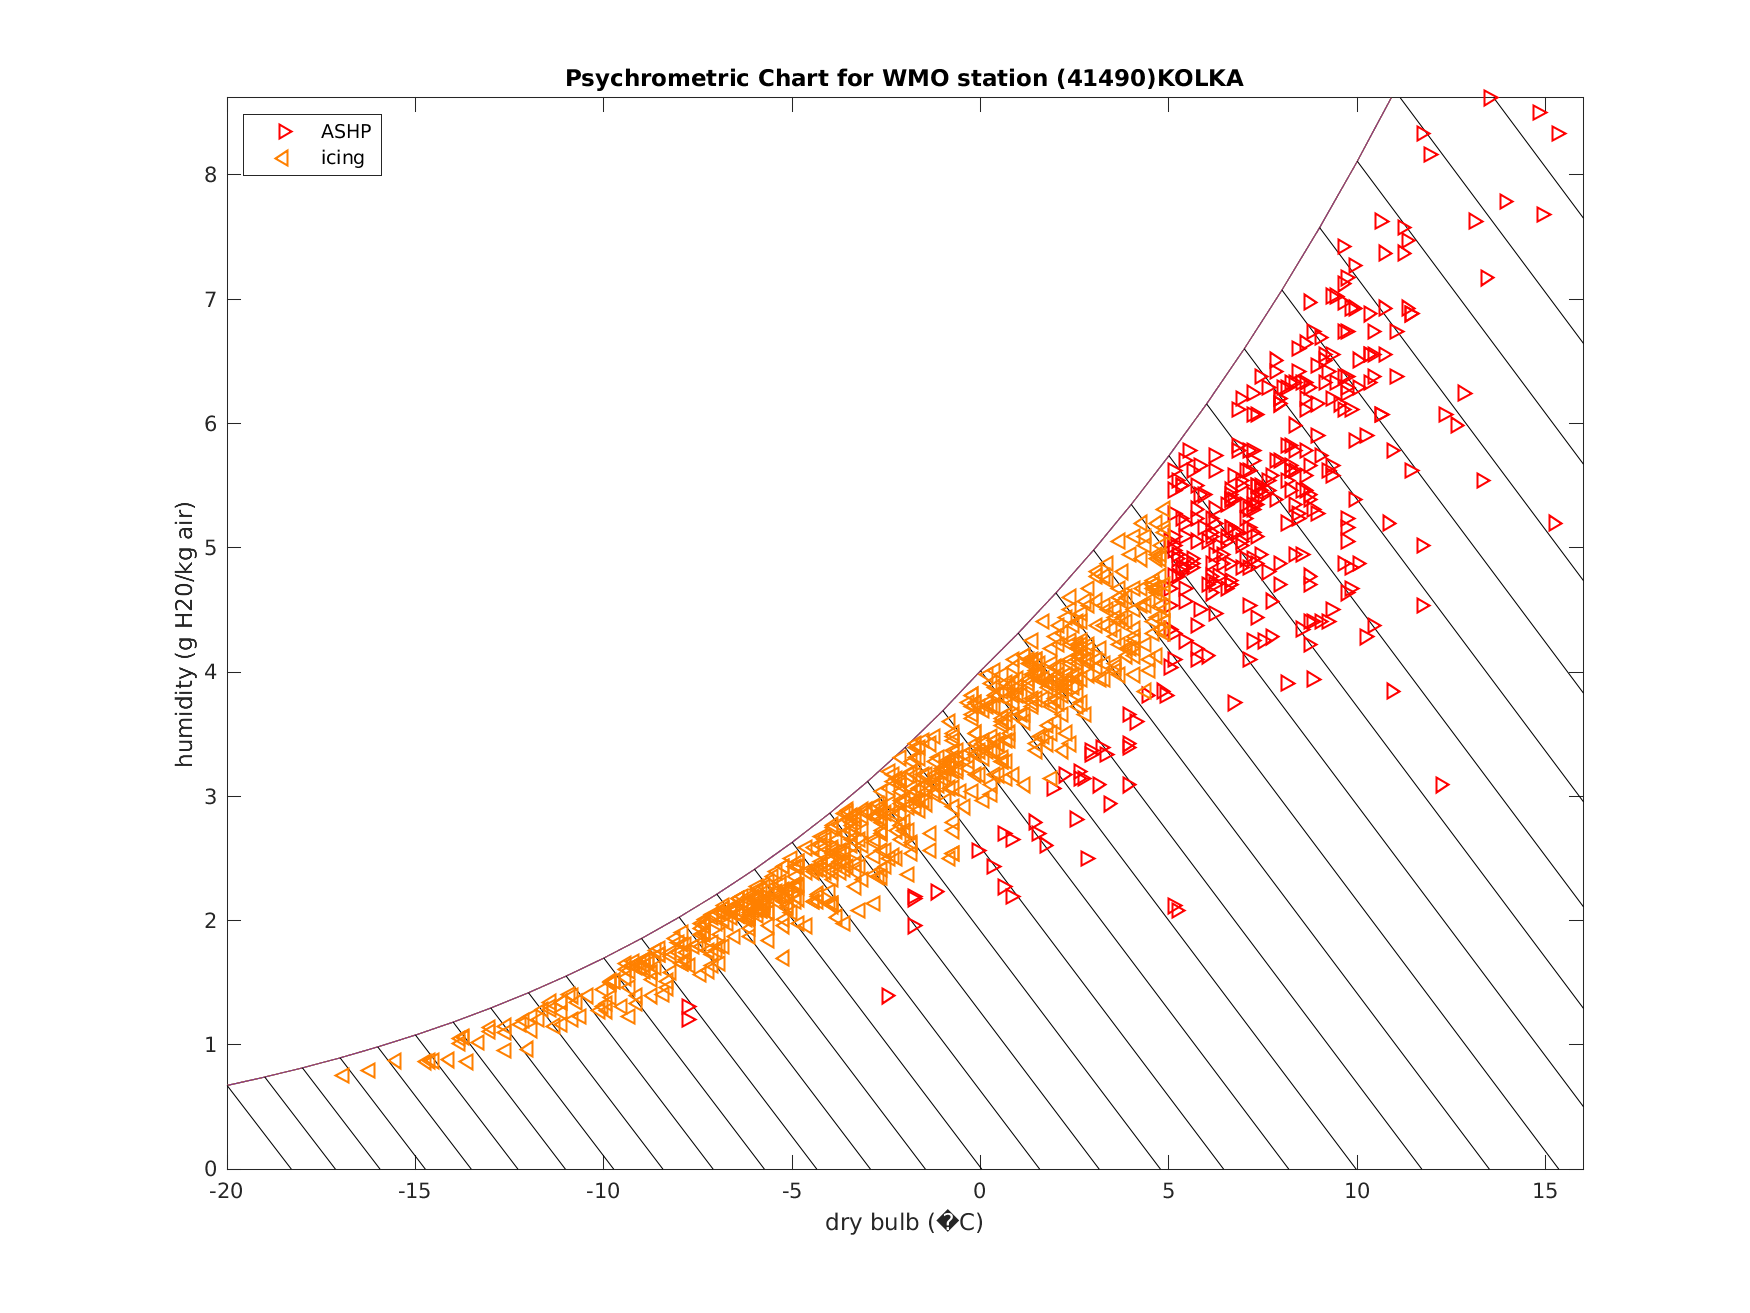 Psychrometric Chart for WMO station (41490)KOLKA
ASHP
icing
humidity (g H20/kg air)
8
7
6
5
4
3
2
1
0
-20 -15 -10 -5 0 5 10 15
dry bulb (�C)